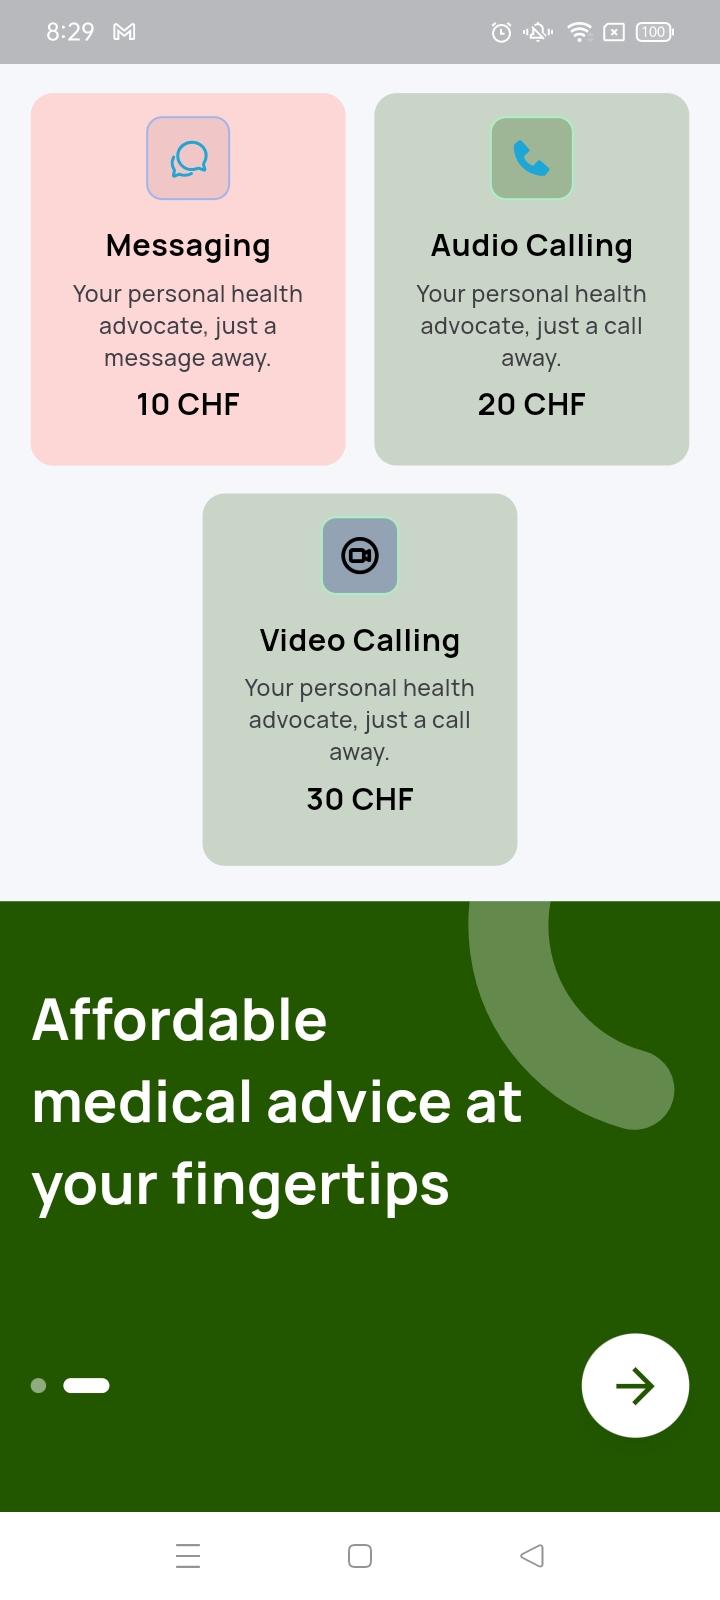 8:29
100
Messaging
Your personal health
advocate, just a
message away.
10 CHF
Audio Calling
Your personal health
advocate, just a call
away.
20 CHF
Video Calling
Your personal health
advocate, just a call
away.
30 CHF
Affordable
medical advice at
your fingertips